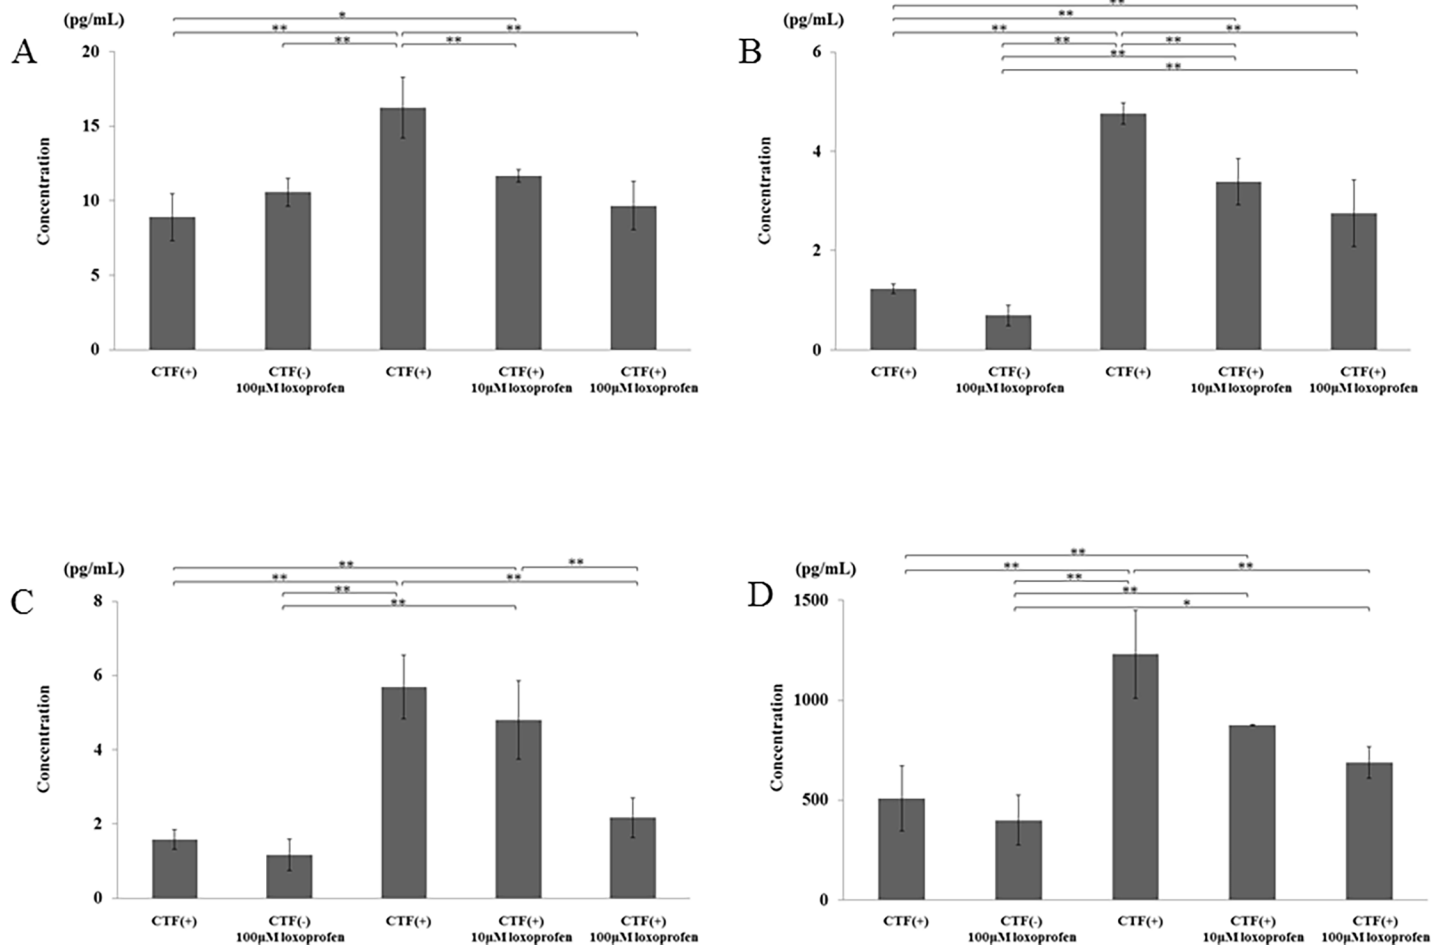 (pg/mL)
*
**
**
**
**
A
20
15
10
5
0
Concentration
CTF(+)
CTF(-)
100μM loxoprofen
CTF(+)
CTF(+)
10μM loxoprofen
CTF(+)
100μM loxoprofen
(pg/mL)
**
**
**
**
**
**
**
**
B
6
4
2
0
Concentration
CTF(+)
CTF(-)
100μM loxoprofen
CTF(+)
CTF(+)
10μM loxoprofen
CTF(+)
100μM loxoprofen
(pg/mL)
**
**
**
**
**
**
C
8
6
4
2
0
Concentration
CTF(+)
CTF(-)
100μM loxoprofen
CTF(+)
CTF(+)
10μM loxoprofen
CTF(+)
100μM loxoprofen
(pg/mL)
**
**
**
**
**
*
D
1500
1000
500
0
Concentration
CTF(+)
CTF(-)
100μM loxoprofen
CTF(+)
CTF(+)
10μM loxoprofen
CTF(+)
100μM loxoprofen